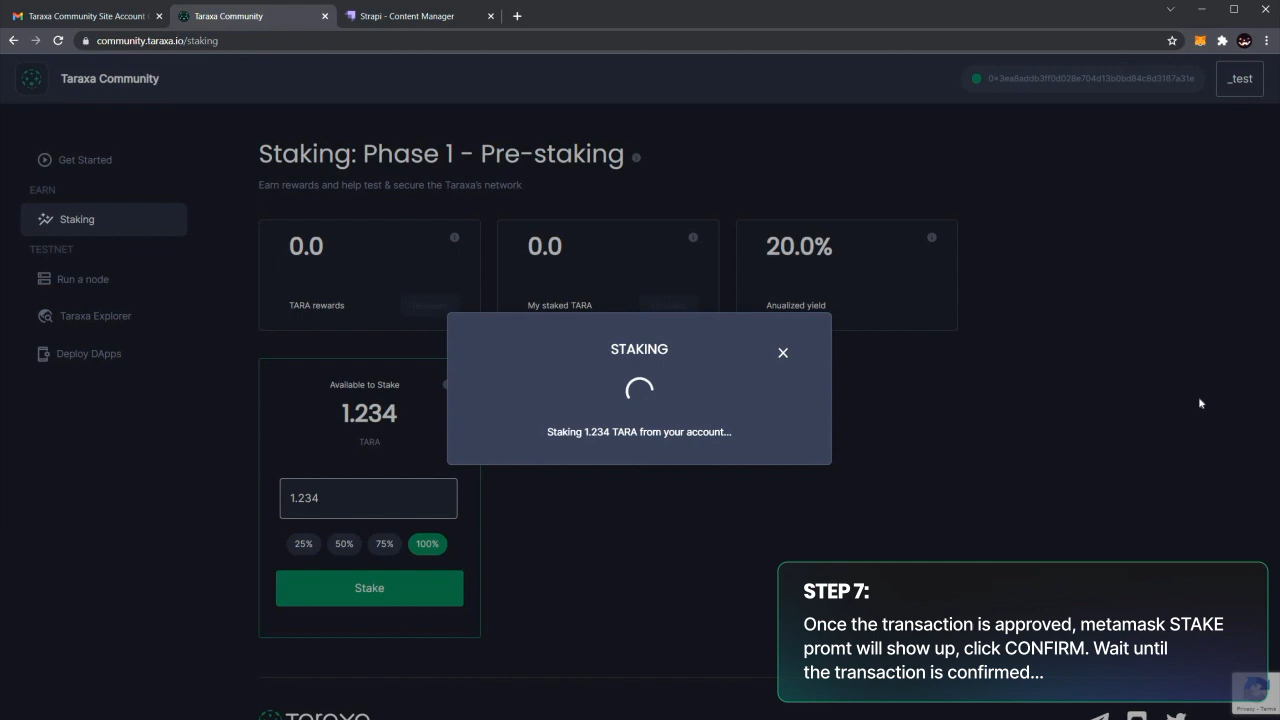 Taraxa Community Site Account
Taraxa Community
Strapi - Content Manager
community.taraxa.io/staking
Taraxa Community
_test
Get Started
EARN
Staking
TESTNET
Run a node
Taraxa Explorer
Deploy DApps
Staking: Phase 1 - Pre-staking
Earn rewards and help test & secure the Taraxa's network
0.0
TARA rewards
0.0
My staked TARA
20.0%
Anualized yield
Available to Stake
1.234
TARA
1.234
25%
50%
75%
100%
Stake
STAKING
Staking 1.234 TARA from your account...
STEP 7:
Once the transaction is approved, metamask STAKE
promt will show up, click CONFIRM. Wait until
the transaction is confirmed...
Privacy - Terms
Taraxa